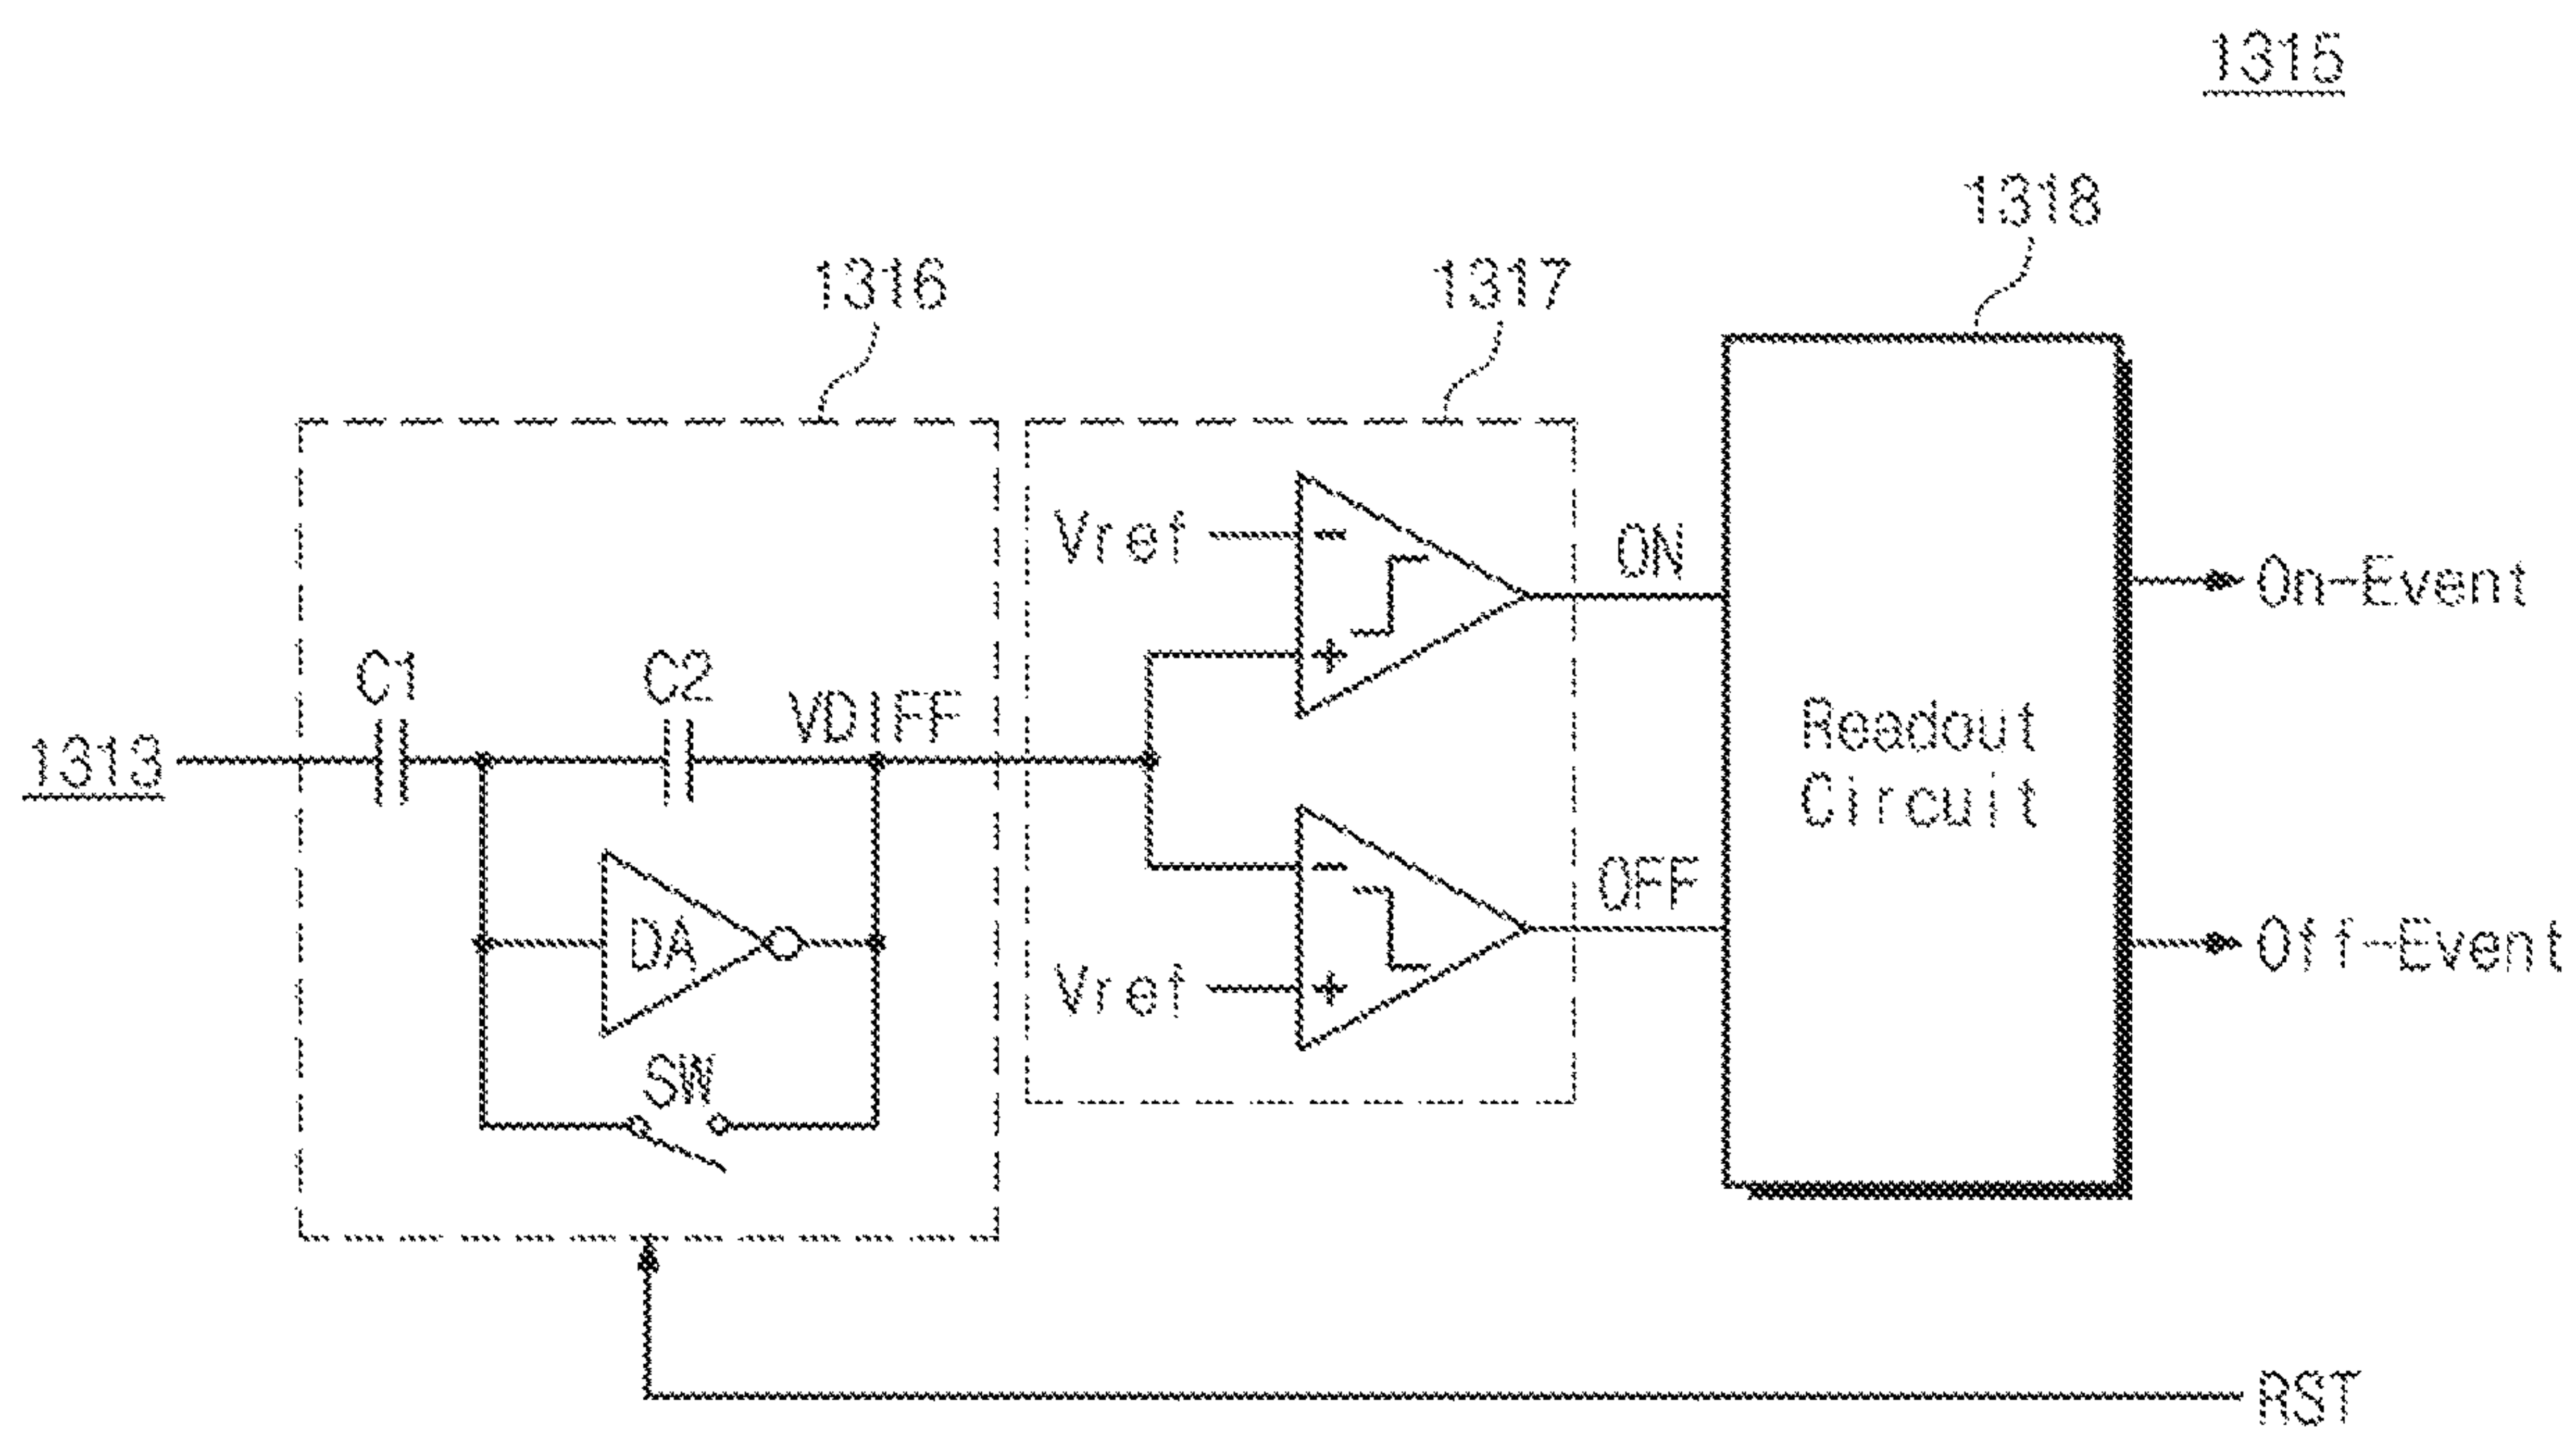 1315
1318
1316
1317
Vref
-
ON
On-Event
+
C1
C2
VDIFF
1313
Readout
Circuit
-
OFF
DA
Off-Event
Vref
+
SW
RST